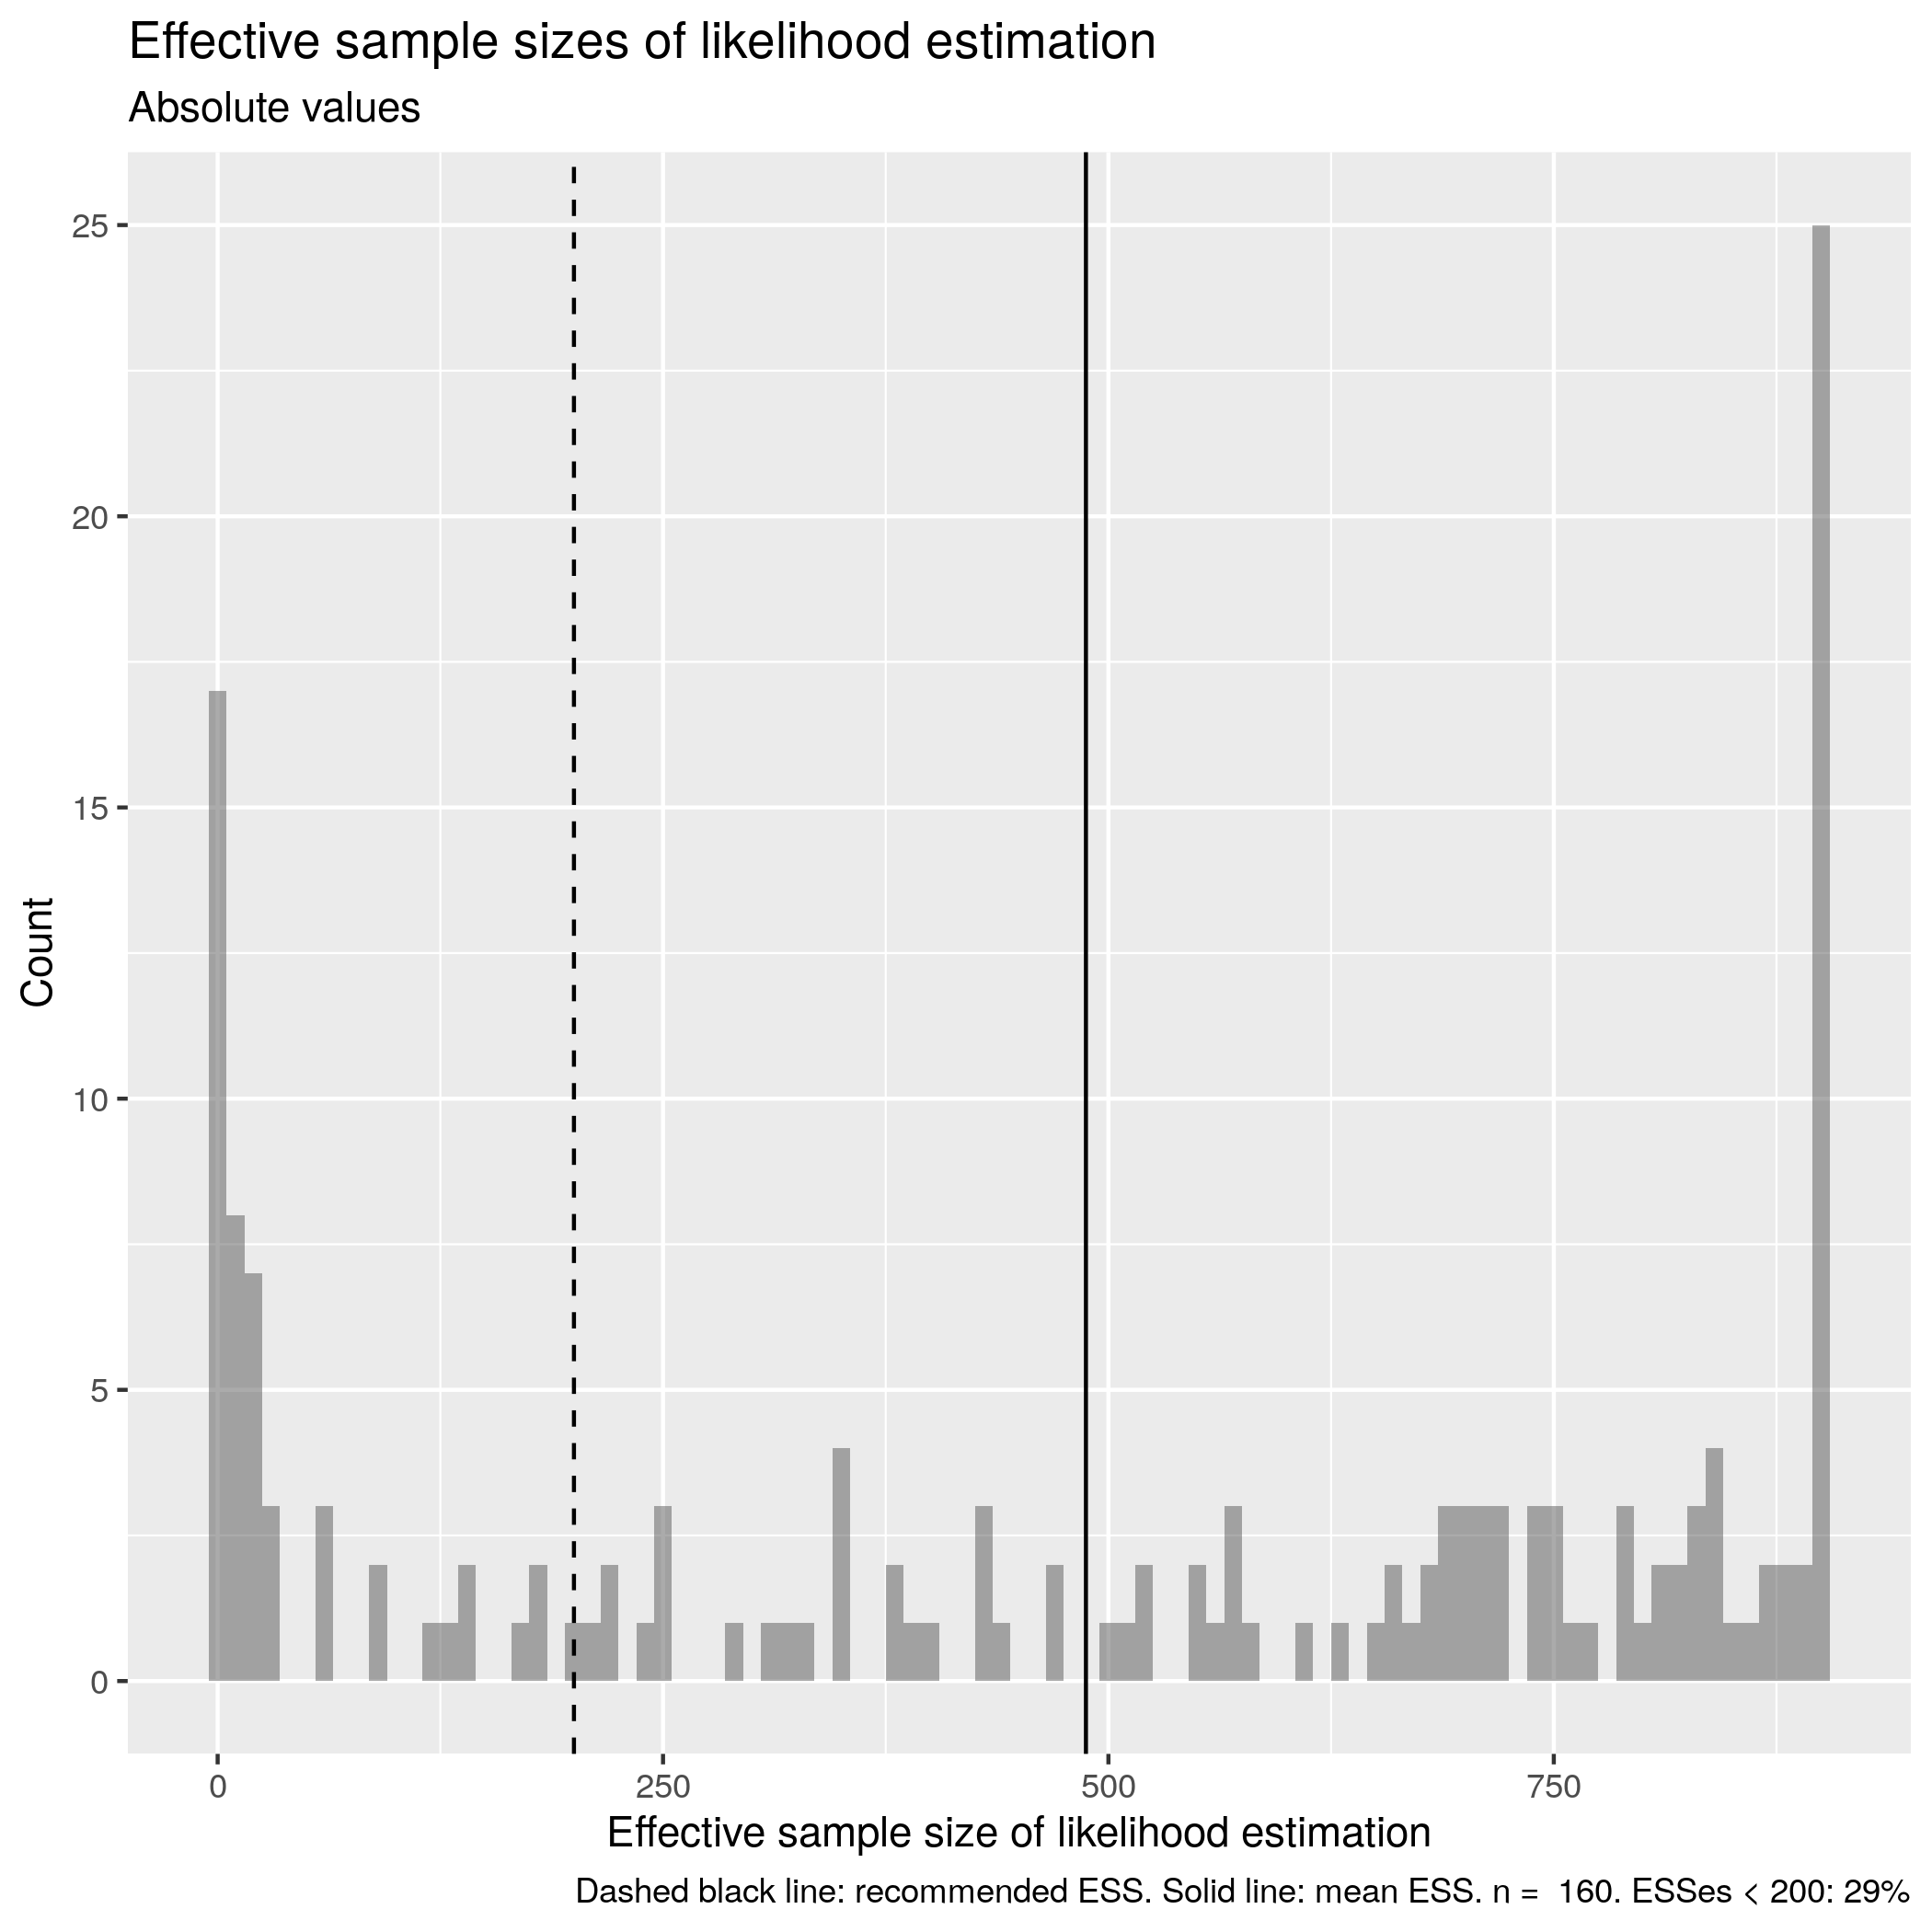 Effective sample sizes of likelihood estimation
Absolute values
25
20
15
10
5
0
Count
0 250 500 750
Effective sample size of likelihood estimation
Dashed black line: recommended ESS. Solid line: mean ESS. n =  160. ESSes < 200: 29%